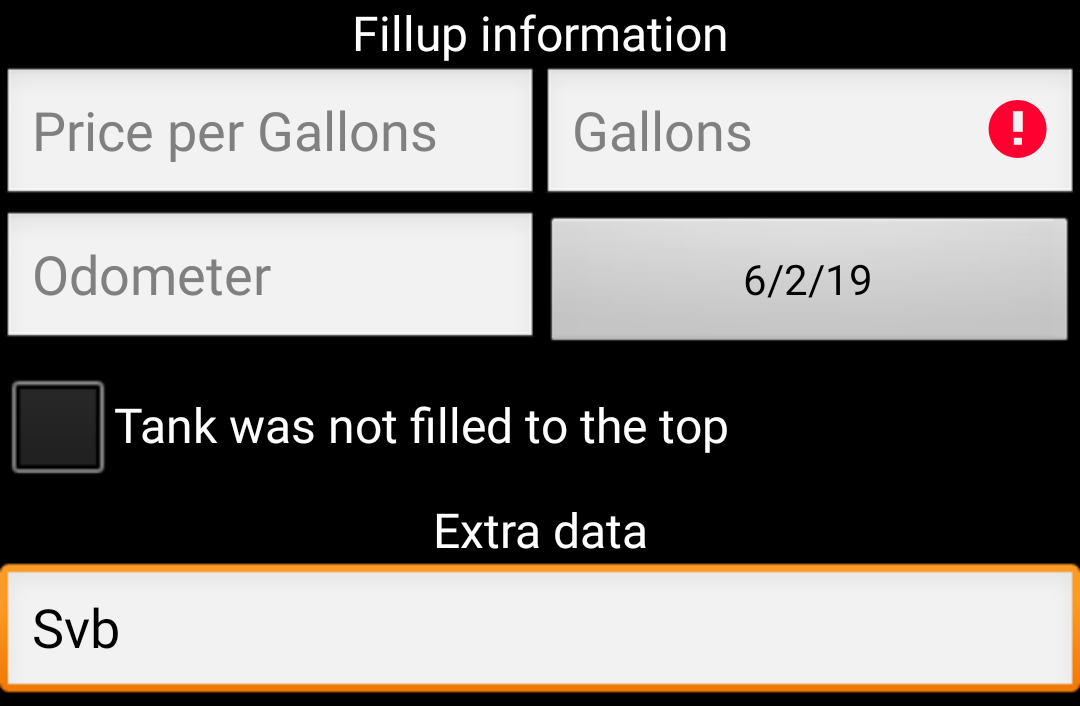 Fillup information
Price per Gallons
Gallons
Odometer
6/2/19
Tank was not filled to the top
Extra data
Svb